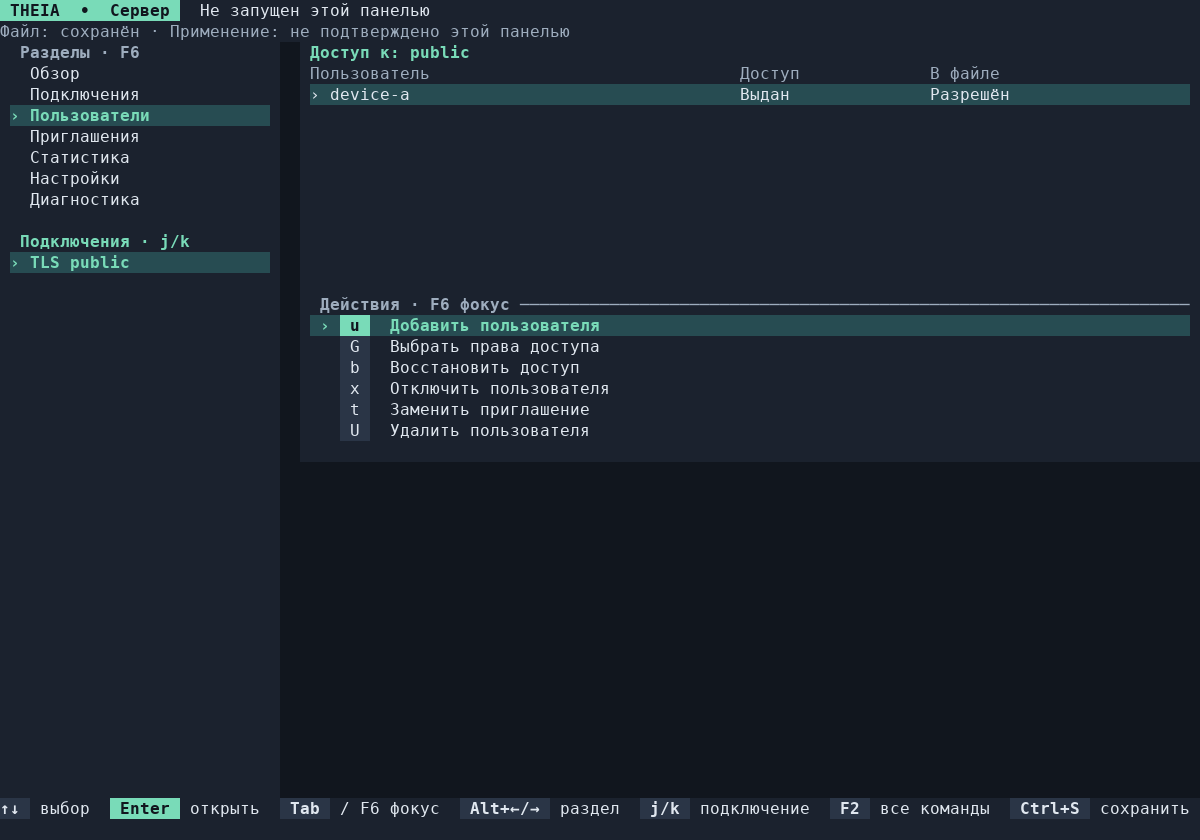 THEIA • Сервер Не запущен этой панелью
Файл: сохранён · Применение: не подтверждено этой панелью
Разделы · F6
Обзор
Подключения
› Пользователи
Приглашения
Статистика
Настройки
Диагностика
Подключения · j/k
› TLS public
Доступ к: public
Пользователь Доступ В файле
› device-a Выдан Разрешён
Действия · F6 фокус
› u Добавить пользователя
G Выбрать права доступа
b Восстановить доступ
x Отключить пользователя
t Заменить приглашение
U Удалить пользователя
↑↓ выбор Enter открыть Tab / F6 фокус Alt+←/→ раздел j/k подключение F2 все команды Ctrl+S сохранить